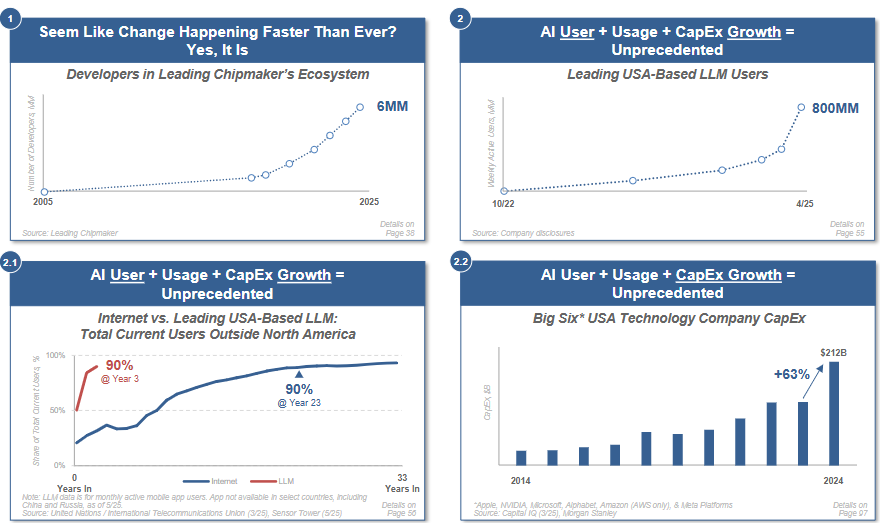 1
Seem Like Change Happening Faster Than Ever?
Yes, It Is
Developers in Leading Chipmaker's Ecosystem
Number of Developers, MM
6MM
2005
2025
Source: Leading Chipmaker
Details on
Page 38
2
AI User + Usage + CapEx Growth =
Unprecedented
Leading USA-Based LLM Users
Weekly Active Users, MM
800MM
10/22
4/25
Source: Company disclosures
Details on
Page 55
2.1
AI User + Usage + CapEx Growth =
Unprecedented
Internet vs. Leading USA-Based LLM:
Total Current Users Outside North America
Share of Total Current Users, %
100%
50%
0%
90%
@ Year 3
90%
@ Year 23
0
Years In
33
Years In
Internet
LLM
Note: LLM data is for monthly active mobile app users. App not available in select countries, including
China and Russia, as of 5/25.
Source: United Nations / International Telecommunications Union (3/25), Sensor Tower (5/25)
Details on
Page 56
2.2
AI User + Usage + CapEx Growth =
Unprecedented
Big Six* USA Technology Company CapEx
CapEx, $B
+63%
$212B
2014
2024
*Apple, NVIDIA, Microsoft, Alphabet, Amazon (AWS only), & Meta Platforms
Source: Capital IQ (3/25), Morgan Stanley
Details on
Page 97